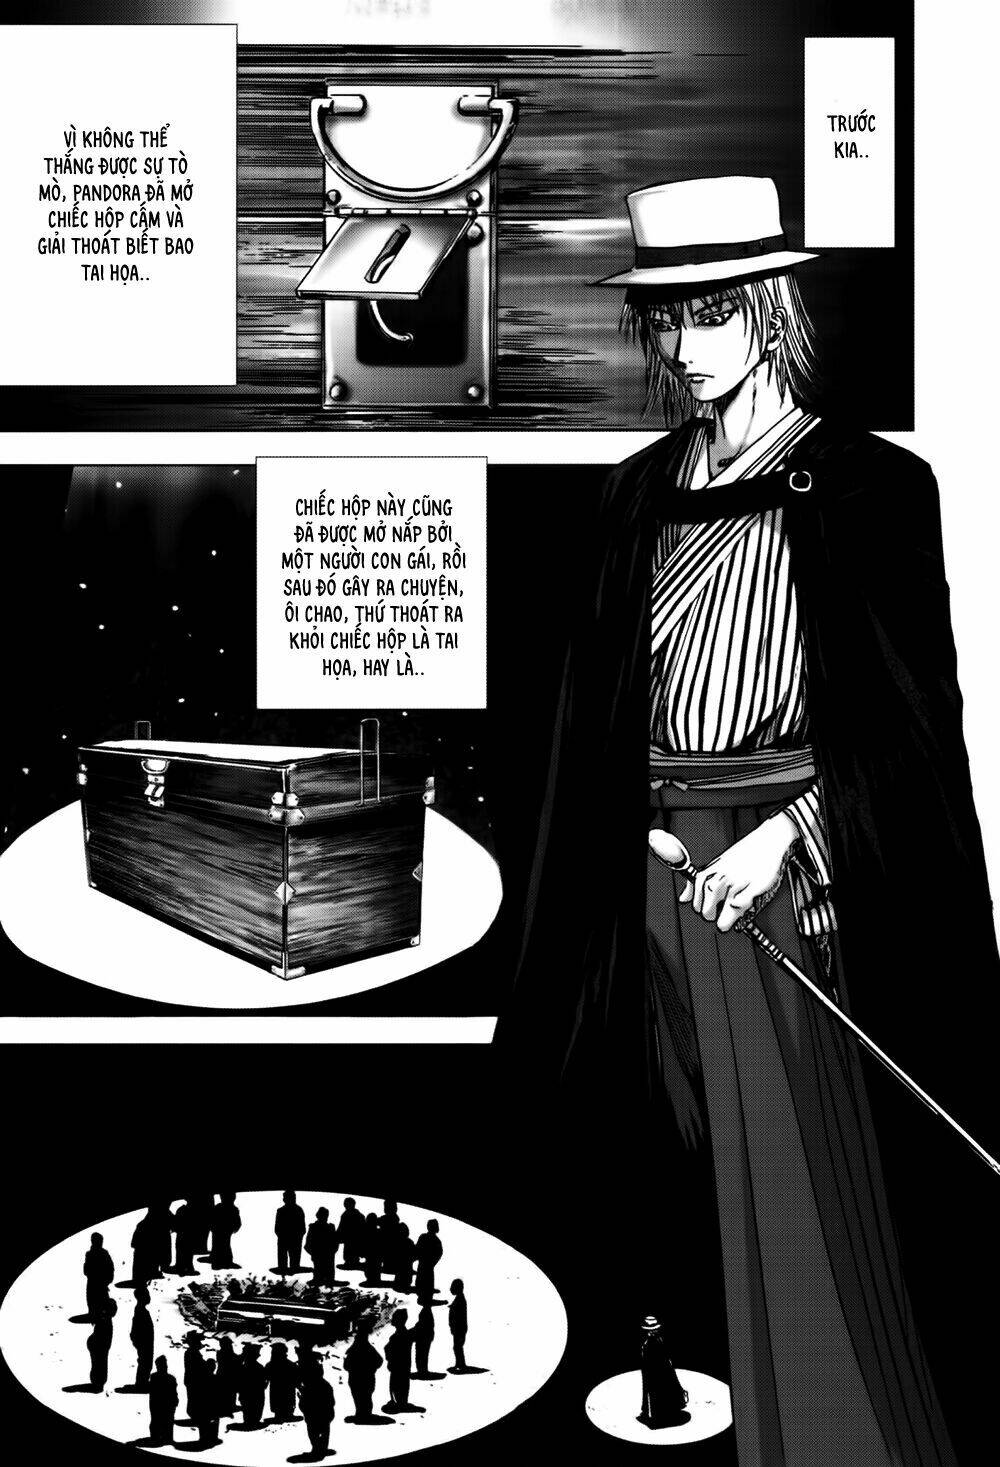 TRƯỚC
KIA..
VÌ KHÔNG THỂ
THẮNG ĐƯỢC SỰ TÒ
MÒ, PANDORA ĐÃ MỞ
CHIẾC HỘP CẤM VÀ
GIẢI THOÁT BIẾT BAO
TAI HỌA..
CHIẾC HỘP NÀY CŨNG
ĐÃ ĐƯỢC MỞ NẮP BỞI
MỘT NGƯỜI CON GÁI, RỒI
SAU ĐÓ GÂY RA CHUYỆN,
ÔI CHAO, THỨ THOÁT RA
KHỎI CHIẾC HỘP LÀ TAI
HỌA, HAY LÀ..